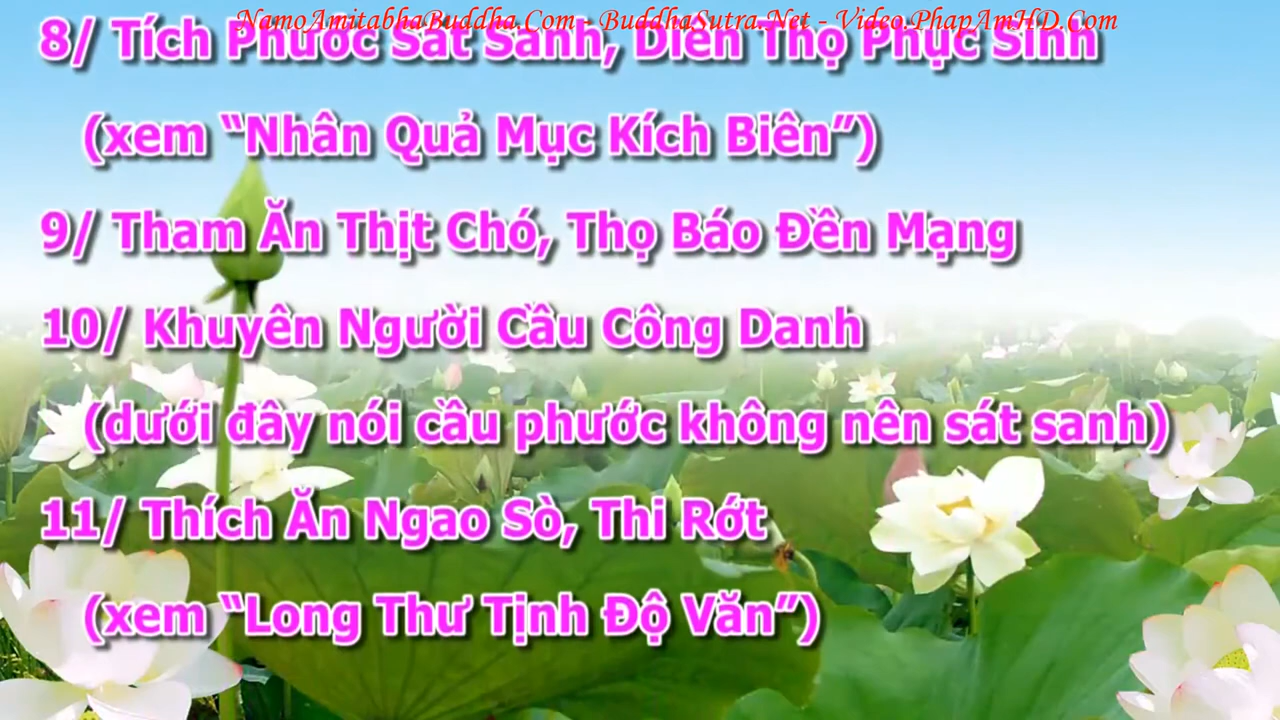 NamoAmitabhaBuddha.Com - BuddhaSutra.Net - Video.PhapAmHD.Com
8/ Tích Phước Sát Sanh, Diên Thọ Phục Sinh
(xem “Nhân Quả Mục Kích Biên”)
9/ Tham Ăn Thịt Chó, Thọ Báo Đền Mạng
10/ Khuyên Người Cầu Công Danh
(dưới đây nói cầu phước không nên sát sanh)
11/ Thích Ăn Ngao Sò, Thi Rớt
(xem “Long Thư Tịnh Độ Văn”)